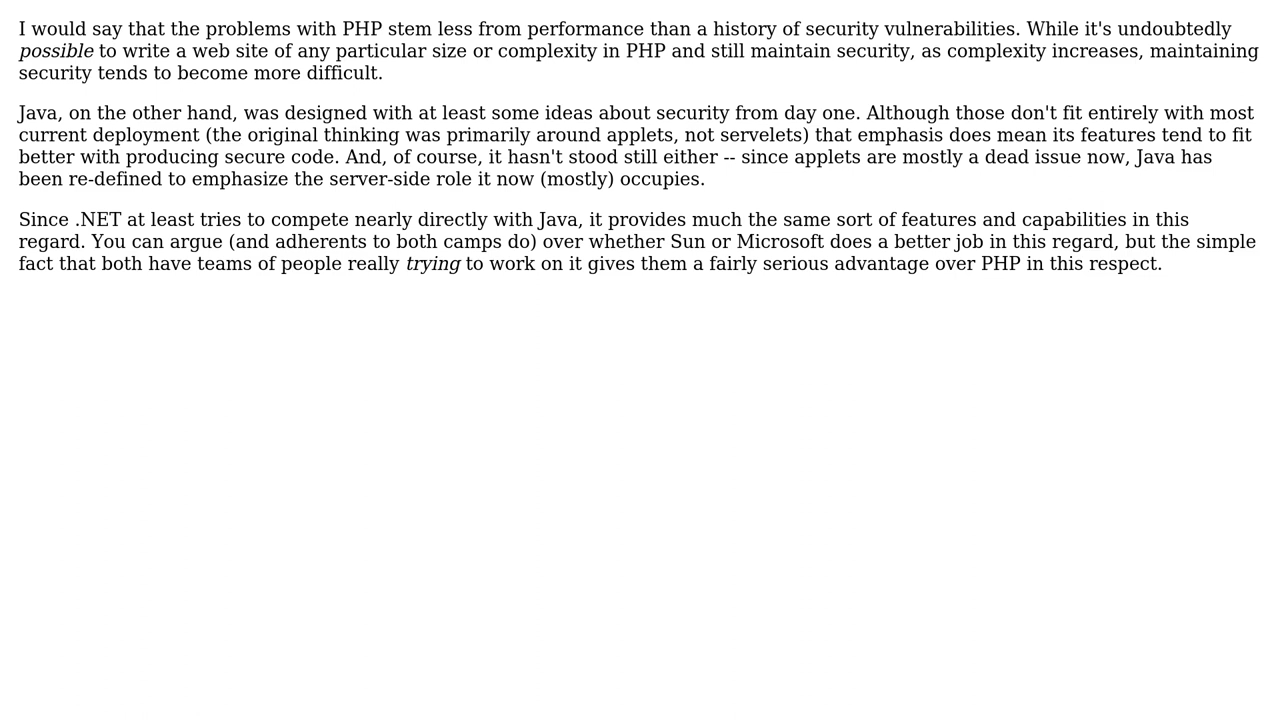 I would say that the problems with PHP stem less from performance than a history of security vulnerabilities. While it's undoubtedly
possible to write a web site of any particular size or complexity in PHP and still maintain security, as complexity increases, maintaining
security tends to become more difficult.
Java, on the other hand, was designed with at least some ideas about security from day one. Although those don't fit entirely with most
current deployment (the original thinking was primarily around applets, not servelets) that emphasis does mean its features tend to fit
better with producing secure code. And, of course, it hasn't stood still either -- since applets are mostly a dead issue now, Java has
been re-defined to emphasize the server-side role it now (mostly) occupies.
Since .NET at least tries to compete nearly directly with Java, it provides much the same sort of features and capabilities in this
regard. You can argue (and adherents to both camps do) over whether Sun or Microsoft does a better job in this regard, but the simple
fact that both have teams of people really trying to work on it gives them a fairly serious advantage over PHP in this respect.